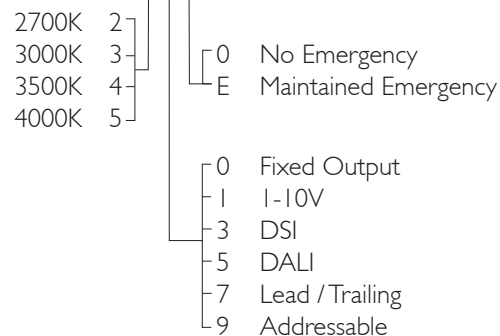 2700K 2
3000K 3
3500K 4
4000K 5
0 No Emergency
E Maintained Emergency
0 Fixed Output
1 1-10V
3 DSI
5 DALI
7 Lead / Trailing
9 Addressable